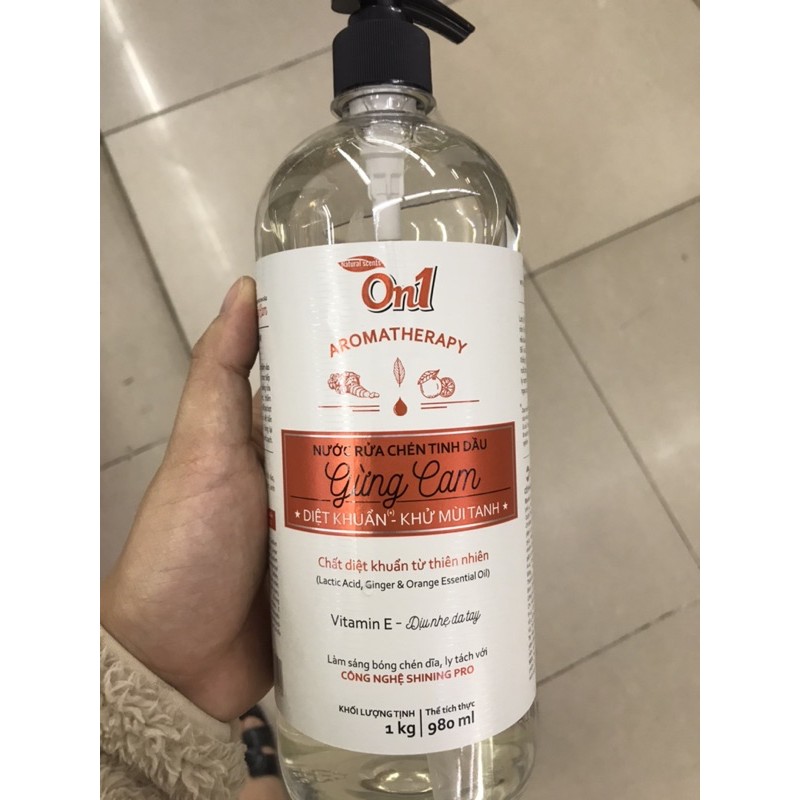 Natural Scents
On1
AROMATHERAPY
NƯỚC RỬA CHÉN TINH DẦU
Gừng Cam
★ DIỆT KHUẨN(*) - KHỬ MÙI TANH ★
Chất diệt khuẩn từ thiên nhiên
(Lactic Acid, Ginger & Orange Essential Oil)
Vitamin E - Dịu nhẹ da tay
Làm sáng bóng chén dĩa, ly tách với
CÔNG NGHỆ SHINING PRO
KHỐI LƯỢNG TỊNH | Thể tích thực
1 kg | 980 ml